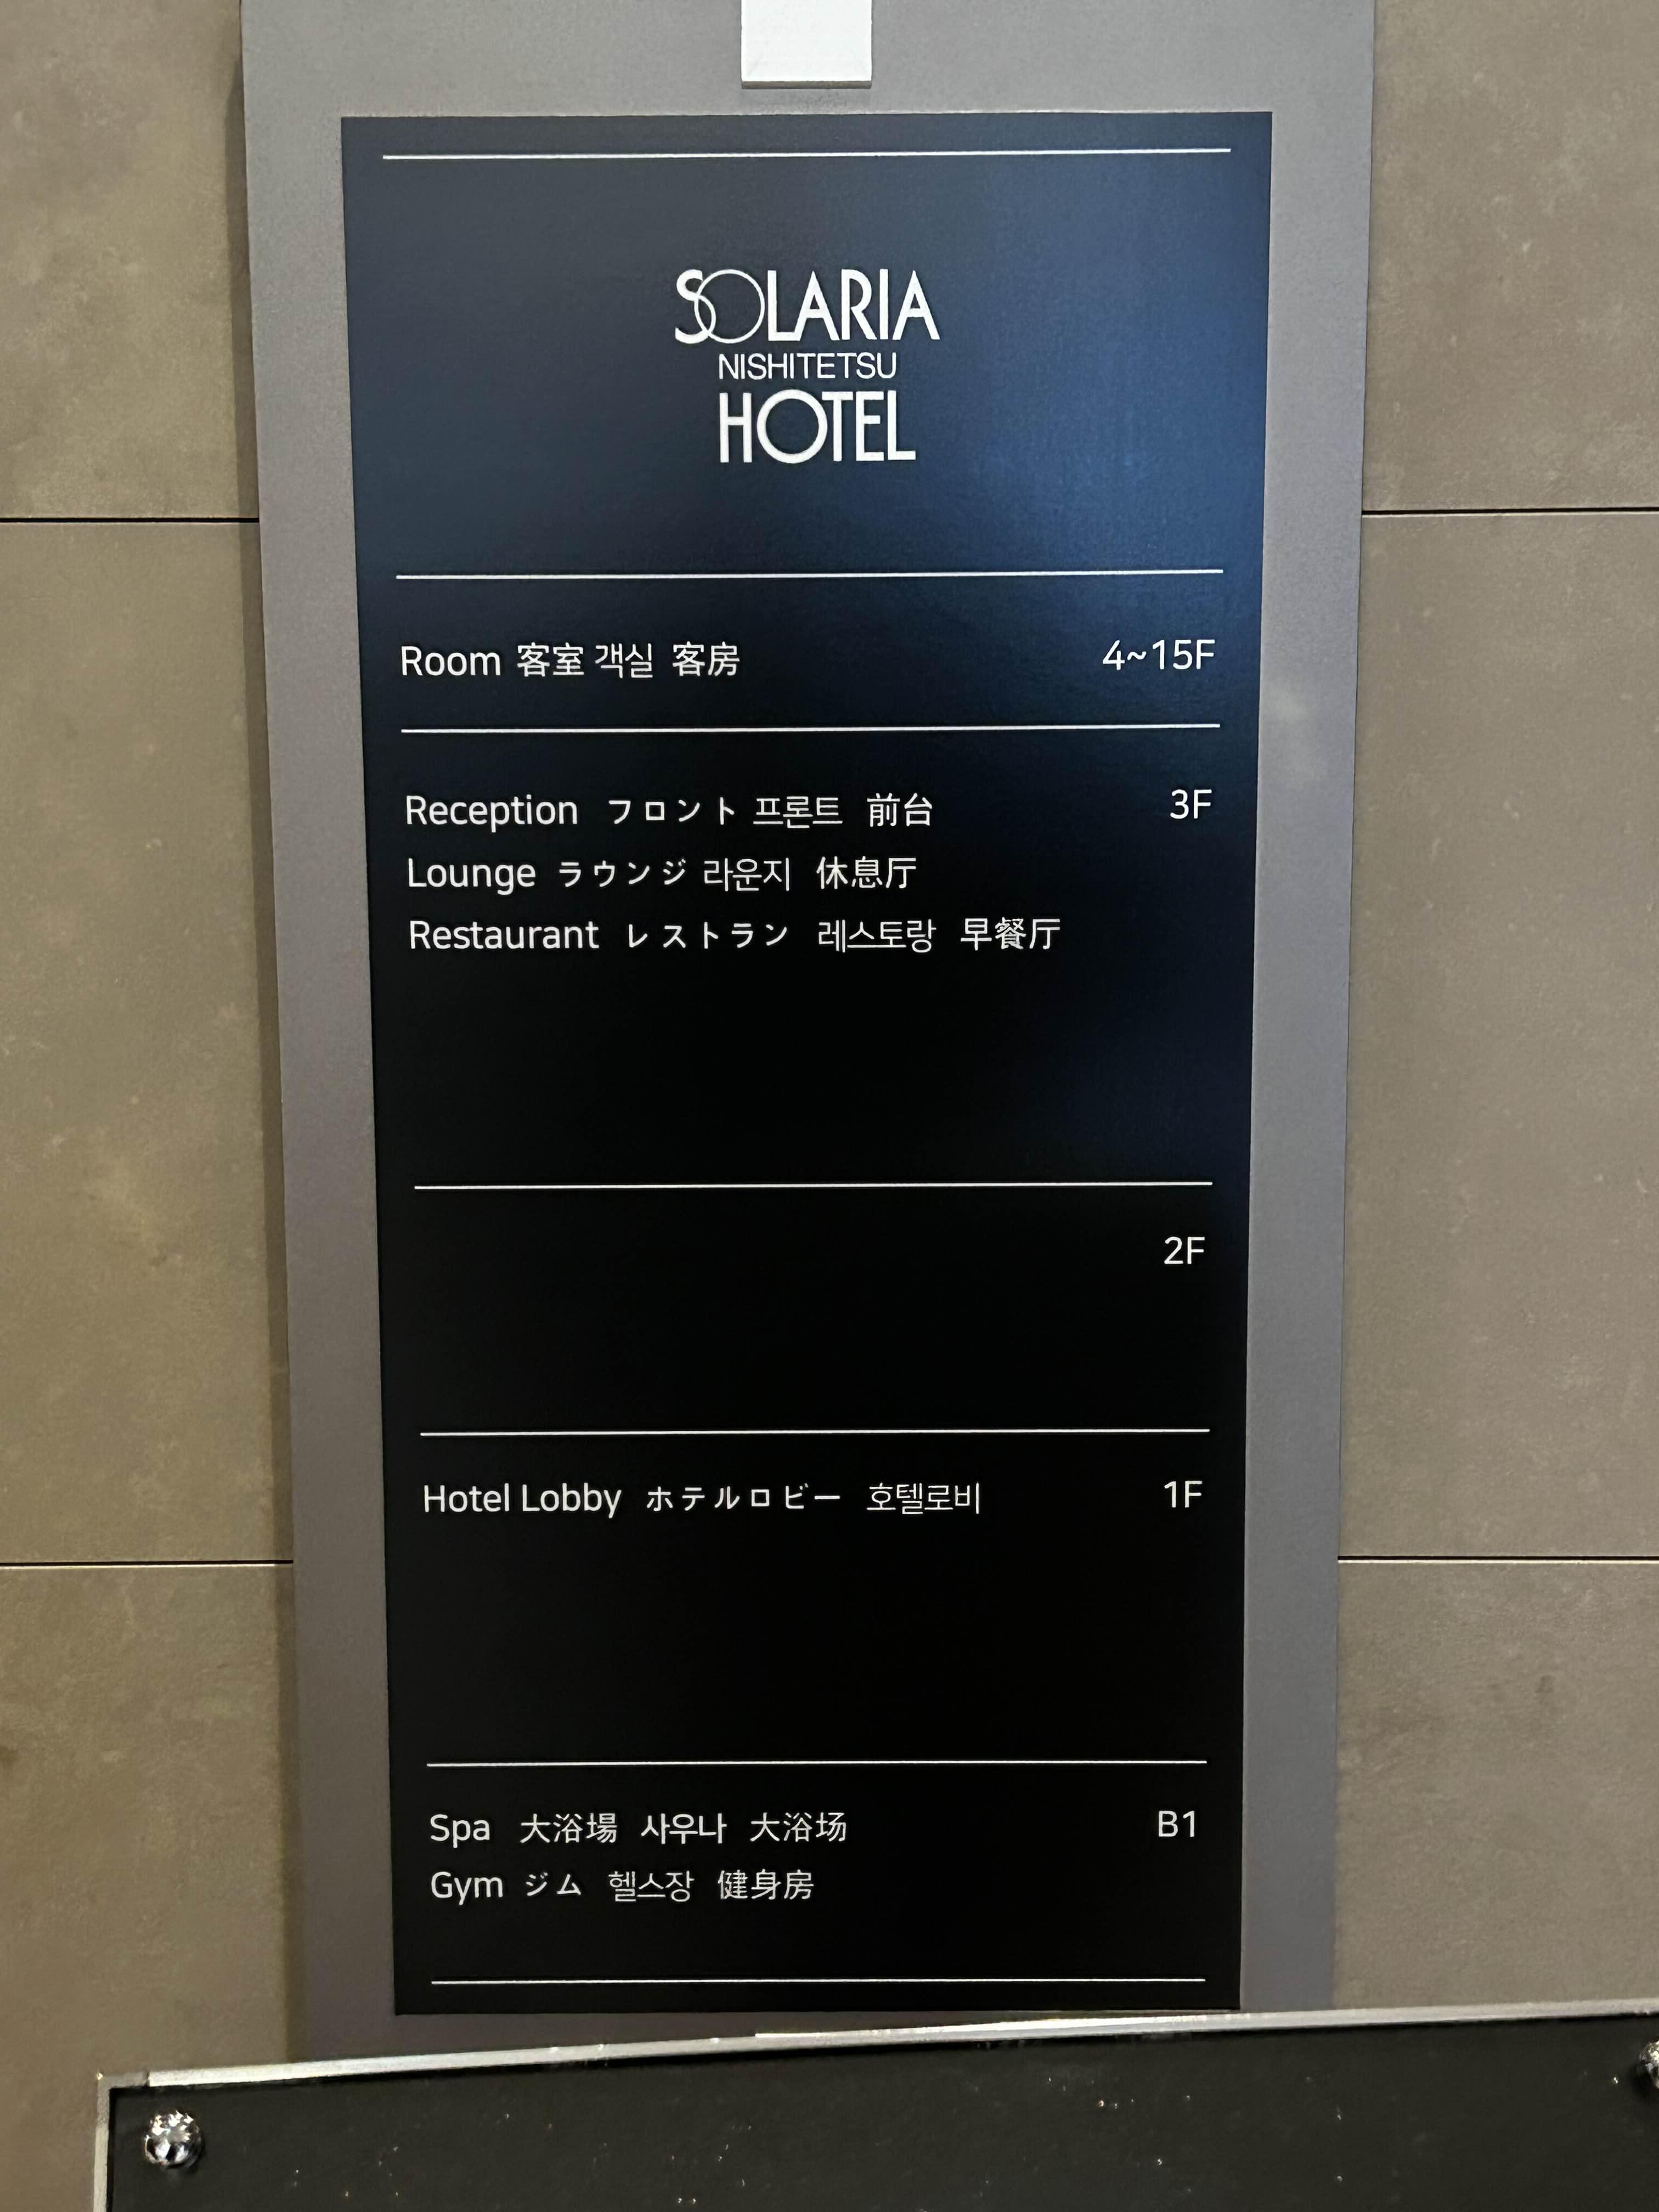 SOLARIA
NISHITETSU
HOTEL
Room 客室 객실 客房 4~15F
Reception フロント 프론트 前台 3F
Lounge ラウンジ 라운지 休息厅
Restaurant レストラン 레스토랑 早餐厅
2F
Hotel Lobby ホテルロビー 호텔로비 1F
Spa 大浴場 사우나 大浴场 B1
Gym ジム 헬스장 健身房